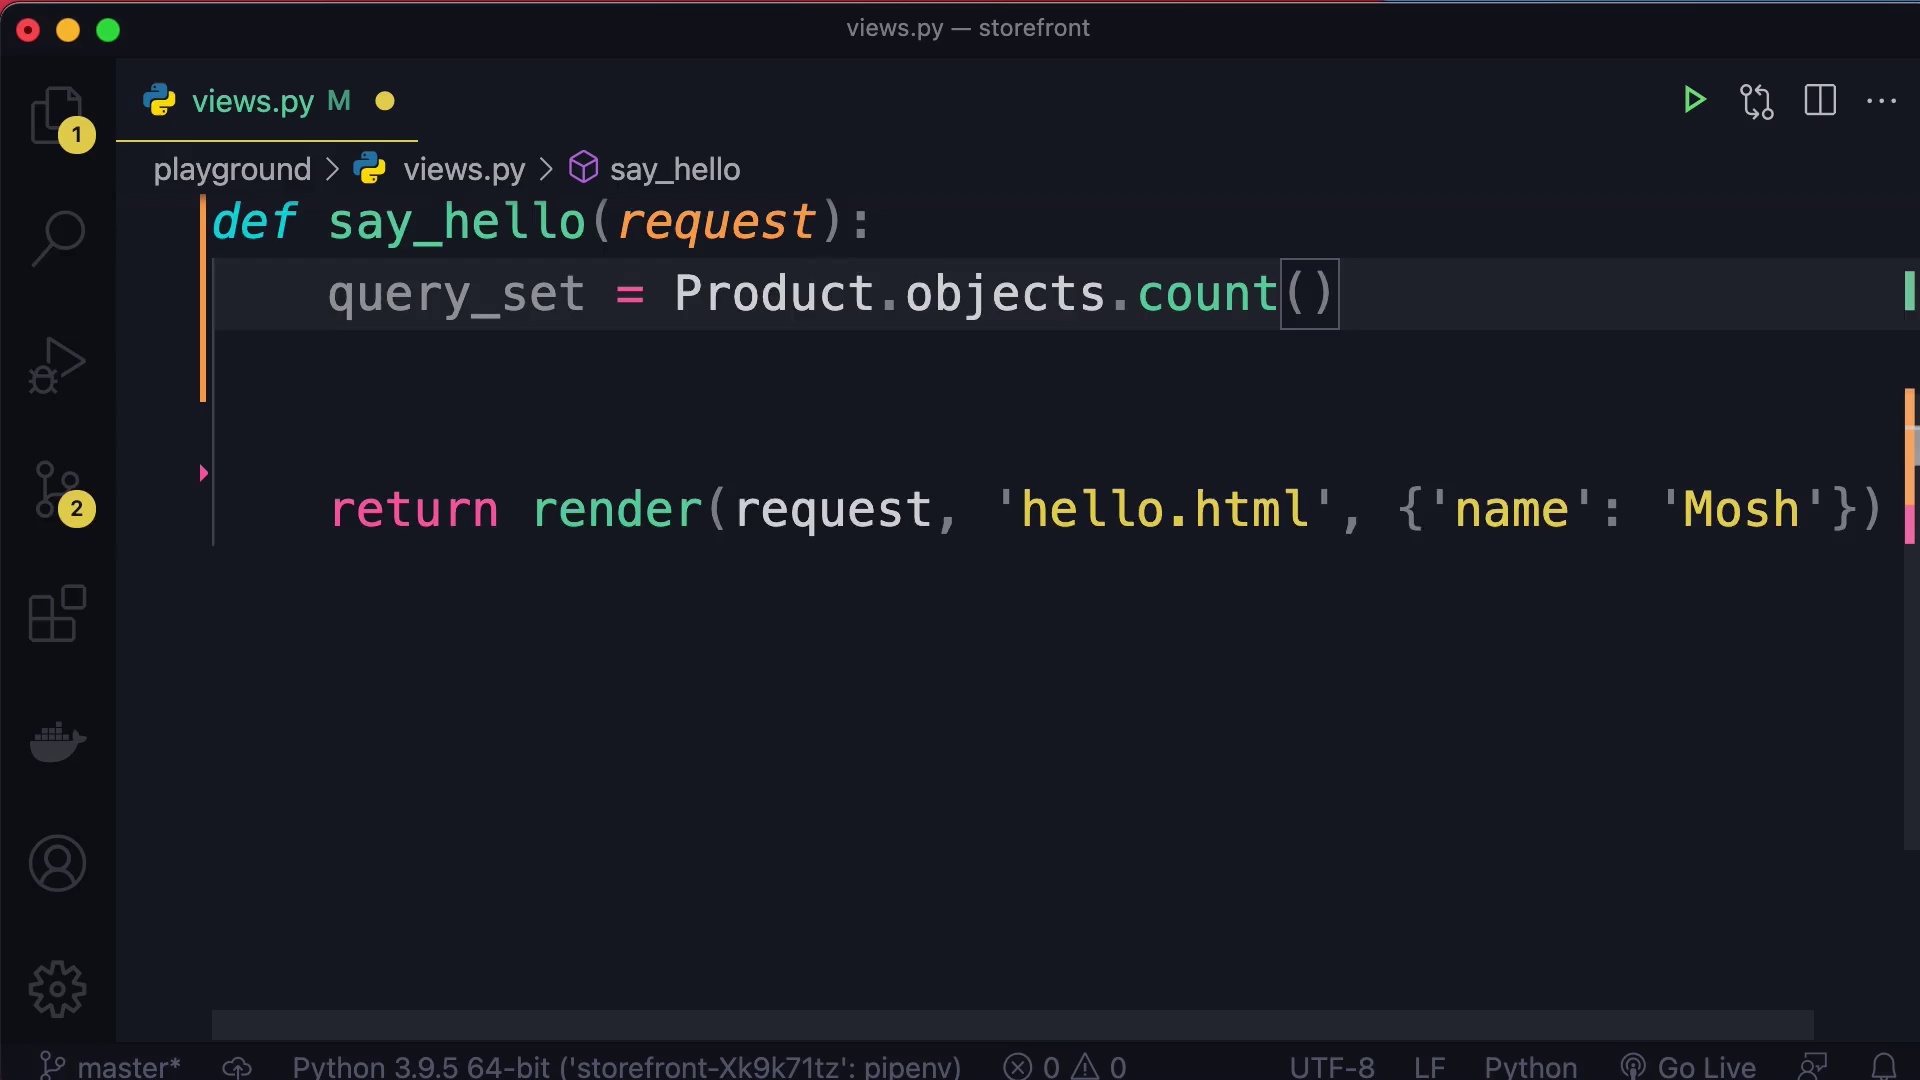 views.py — storefront
views.py M
1
playground > views.py > say_hello
def say_hello(request):
query_set = Product.objects.count()
return render(request, 'hello.html', {'name': 'Mosh'})
2
master* Python 3.9.5 64-bit ('storefront-Xk9k71tz': pipenv) 0 0 UTF-8 LF Python Go Live